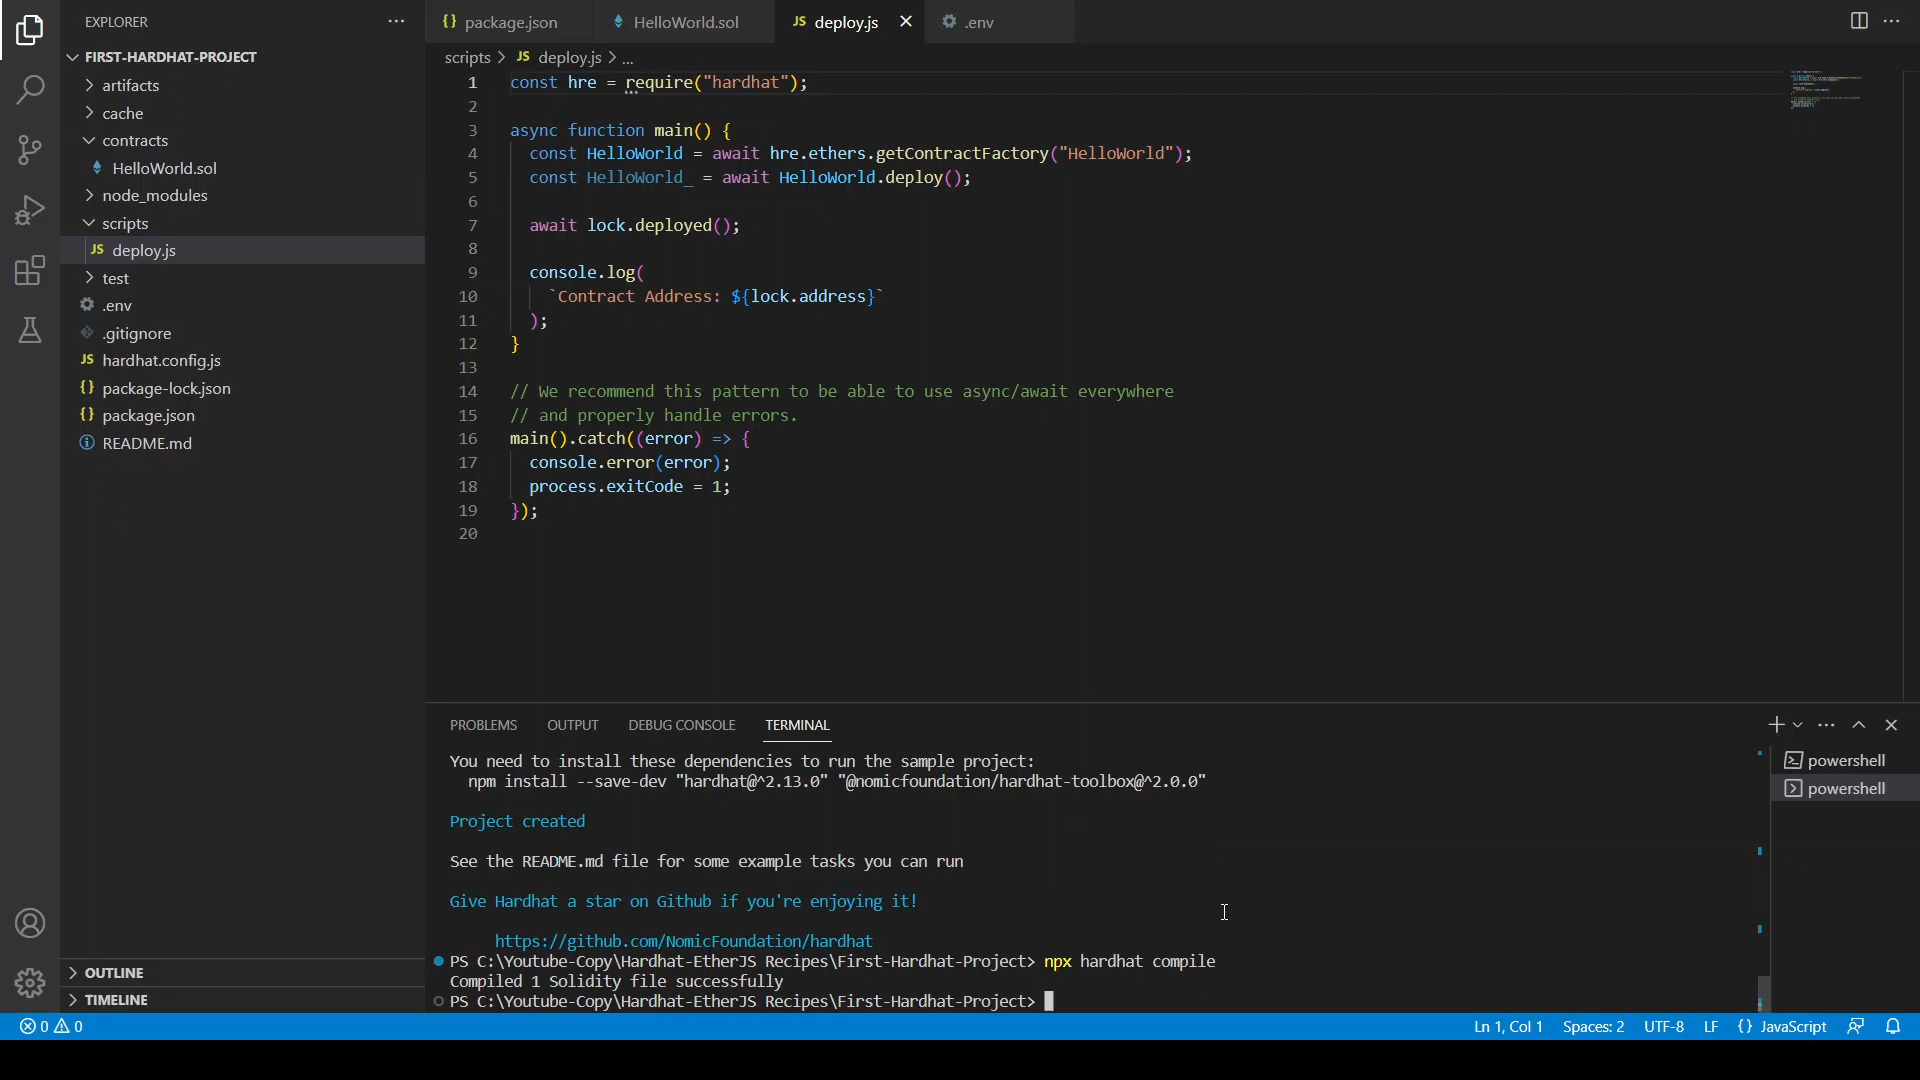 EXPLORER
FIRST-HARDHAT-PROJECT
artifacts
cache
contracts
HelloWorld.sol
node_modules
scripts
JS deploy.js
test
.env
.gitignore
JS hardhat.config.js
{} package-lock.json
{} package.json
README.md
OUTLINE
TIMELINE
{} package.json HelloWorld.sol JS deploy.js .env
scripts > JS deploy.js > ...
1 const hre = require("hardhat");
2
3 async function main() {
4 const HelloWorld = await hre.ethers.getContractFactory("HelloWorld");
5 const HelloWorld_ = await HelloWorld.deploy();
6
7 await lock.deployed();
8
9 console.log(
10 `Contract Address: ${lock.address}`
11 );
12 }
13
14 // We recommend this pattern to be able to use async/await everywhere
15 // and properly handle errors.
16 main().catch((error) => {
17 console.error(error);
18 process.exitCode = 1;
19 });
20
PROBLEMS OUTPUT DEBUG CONSOLE TERMINAL
You need to install these dependencies to run the sample project:
npm install --save-dev "hardhat@^2.13.0" "@nomicfoundation/hardhat-toolbox@^2.0.0"
Project created
See the README.md file for some example tasks you can run
Give Hardhat a star on Github if you're enjoying it!
https://github.com/NomicFoundation/hardhat
PS C:\Youtube-Copy\Hardhat-EtherJS Recipes\First-Hardhat-Project> npx hardhat compile
Compiled 1 Solidity file successfully
PS C:\Youtube-Copy\Hardhat-EtherJS Recipes\First-Hardhat-Project>
powershell
powershell
0 0 Ln 1, Col 1 Spaces: 2 UTF-8 LF {} JavaScript